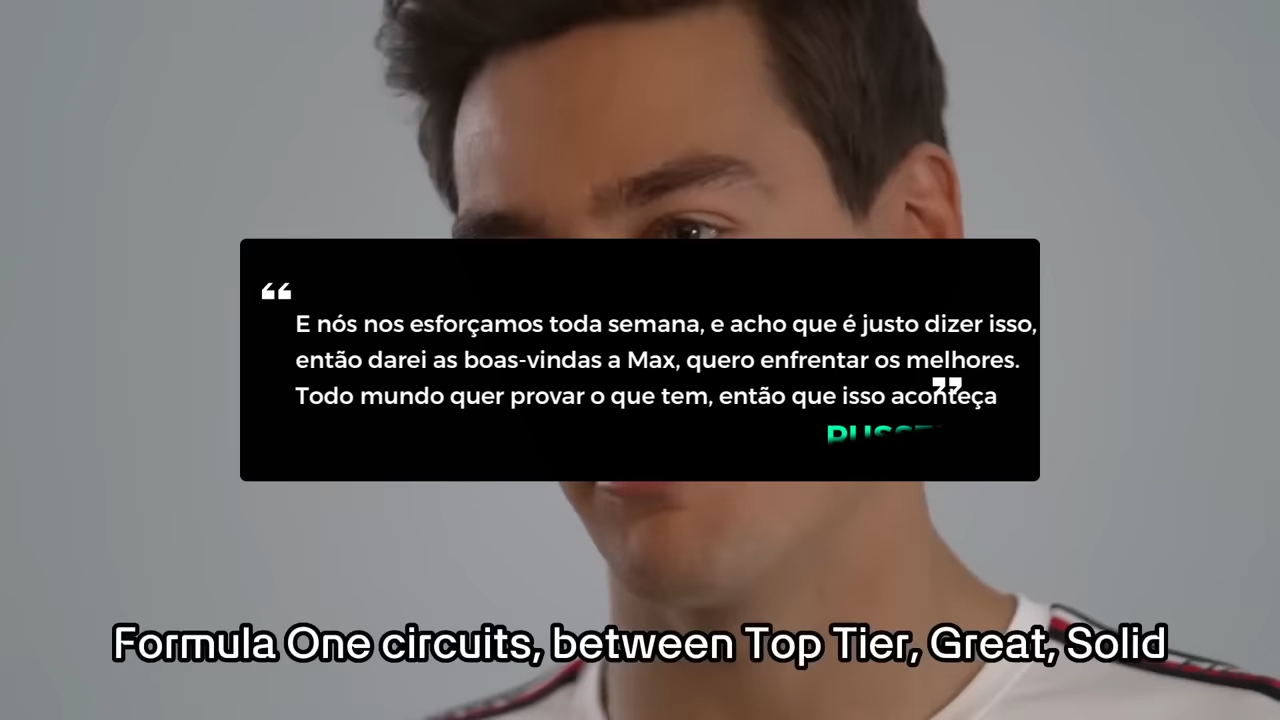 ❝
E nós nos esforçamos toda semana, e acho que é justo dizer isso,
então darei as boas-vindas a Max, quero enfrentar os melhores.
Todo mundo quer provar o que tem, então que isso aconteça
❞
Formula One circuits, between Top Tier, Great, Solid